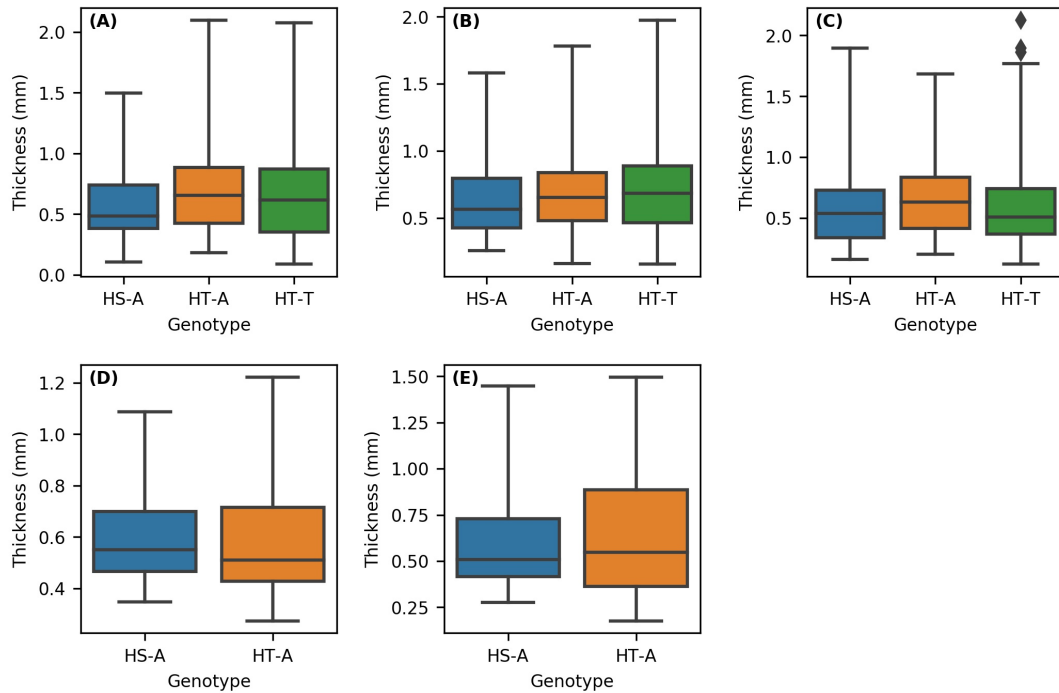 (A)
Thickness (mm)
2.0
1.5
1.0
0.5
0.0
HS-A HT-A HT-T
Genotype
(B)
Thickness (mm)
2.0
1.5
1.0
0.5
HS-A HT-A HT-T
Genotype
(C)
Thickness (mm)
2.0
1.5
1.0
0.5
HS-A HT-A HT-T
Genotype
(D)
Thickness (mm)
1.2
1.0
0.8
0.6
0.4
HS-A HT-A
Genotype
(E)
Thickness (mm)
1.50
1.25
1.00
0.75
0.50
0.25
HS-A HT-A
Genotype